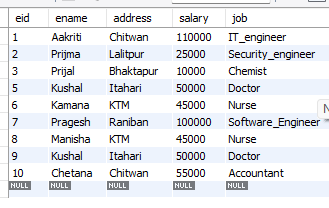 eid ename address salary job
1 Aakriti Chitwan 110000 IT_engineer
2 Prijma Lalitpur 25000 Security_engineer
3 Prijal Bhaktapur 10000 Chemist
5 Kushal Itahari 50000 Doctor
6 Kamana KTM 45000 Nurse
7 Pragesh Raniban 100000 Software_Engineer
8 Manisha KTM 45000 Nurse
9 Kushal Itahari 50000 Doctor
10 Chetana Chitwan 55000 Accountant
NULL NULL NULL NULL NULL